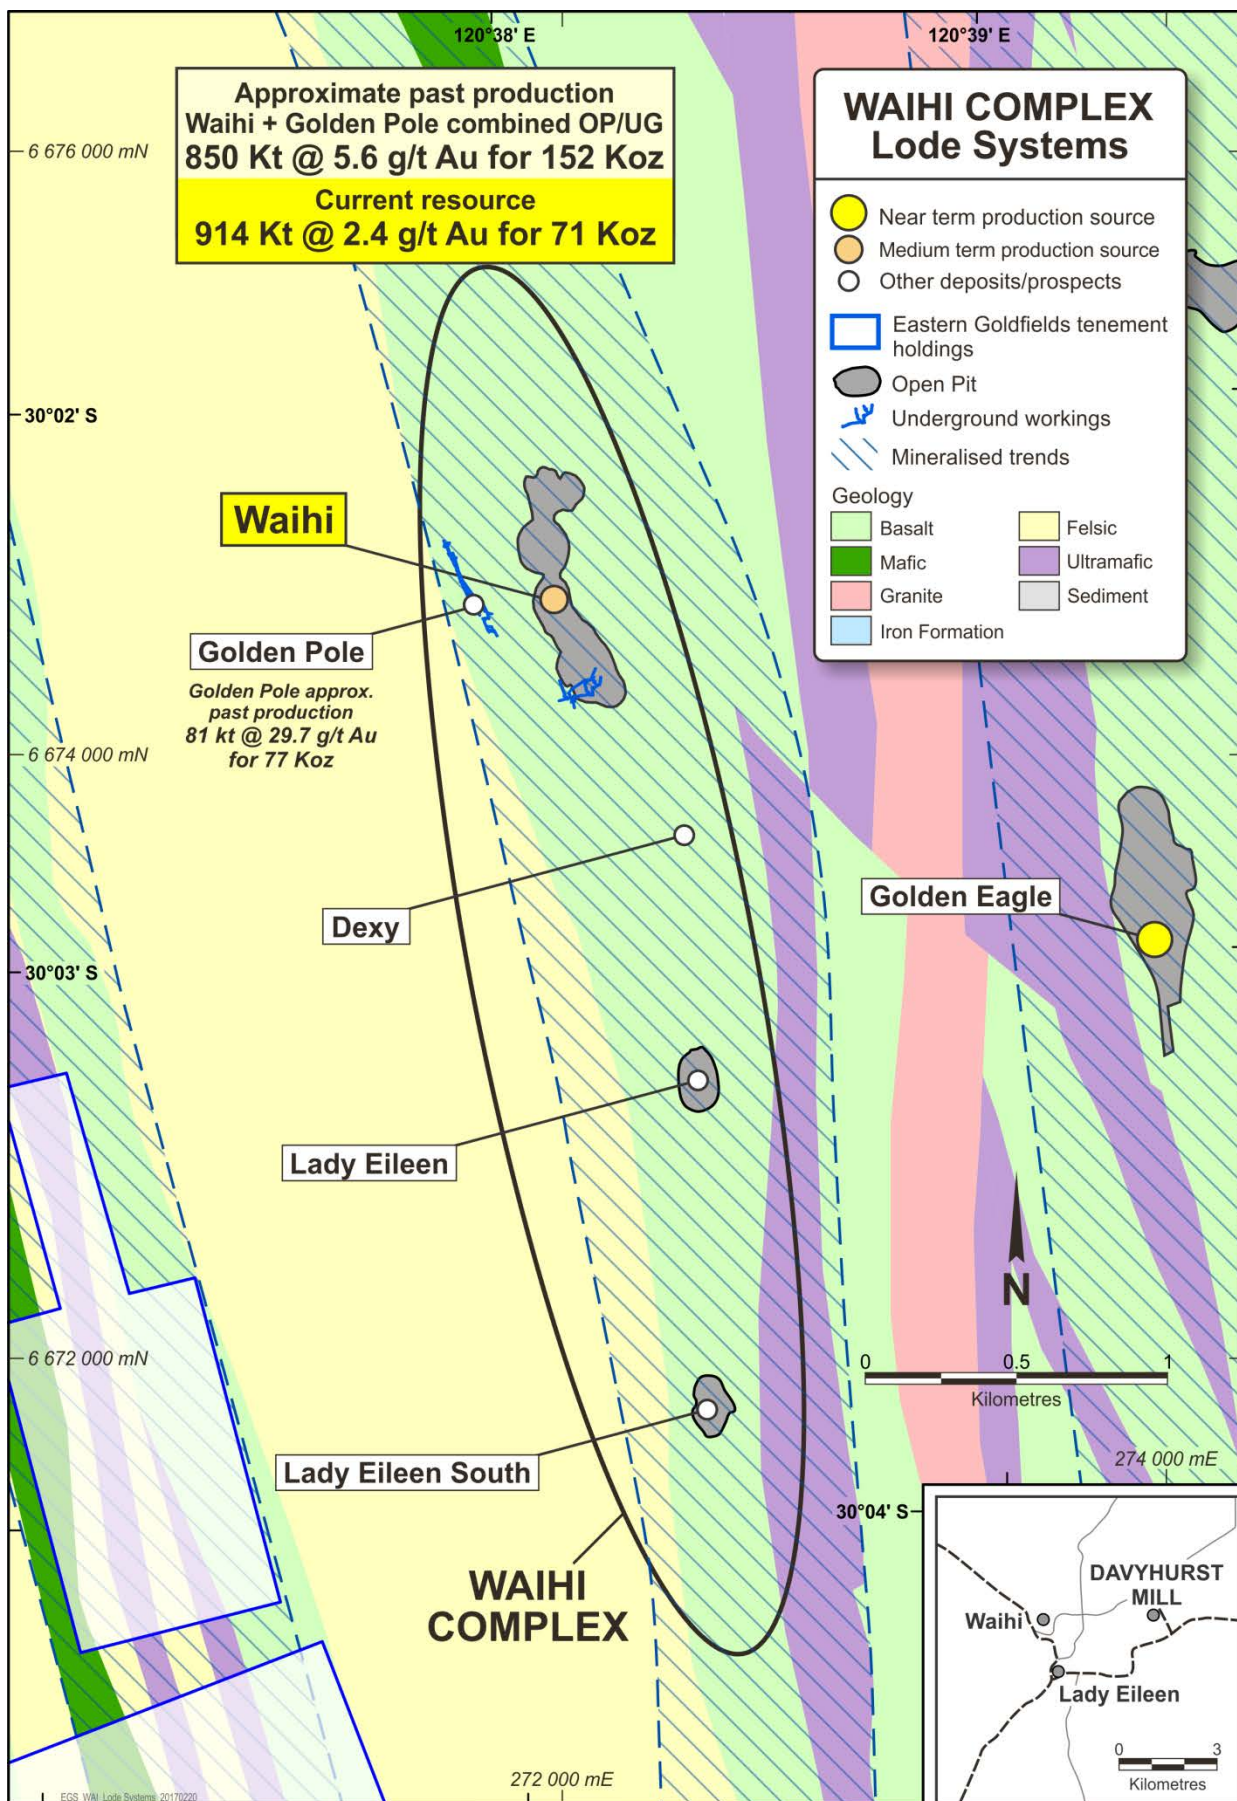 120°38' E
120°39' E
Approximate past production
Waihi + Golden Pole combined OP/UG
850 Kt @ 5.6 g/t Au for 152 Koz
Current resource
914 Kt @ 2.4 g/t Au for 71 Koz
WAIHI COMPLEX
Lode Systems
Near term production source
Medium term production source
Other deposits/prospects
Eastern Goldfields tenement
holdings
Open Pit
Underground workings
Mineralised trends
Geology
Basalt
Felsic
Mafic
Ultramafic
Granite
Sediment
Iron Formation
6 676 000 mN
30°02' S
Waihi
Golden Pole
Golden Pole approx.
past production
81 kt @ 29.7 g/t Au
for 77 Koz
6 674 000 mN
Dexy
Golden Eagle
30°03' S
Lady Eileen
N
6 672 000 mN
0 0.5 1
Kilometres
Lady Eileen South
274 000 mE
30°04' S
WAIHI
COMPLEX
DAVYHURST
MILL
Waihi
Lady Eileen
0 3
Kilometres
272 000 mE
EGS_WAI_Lode Systems_20170220